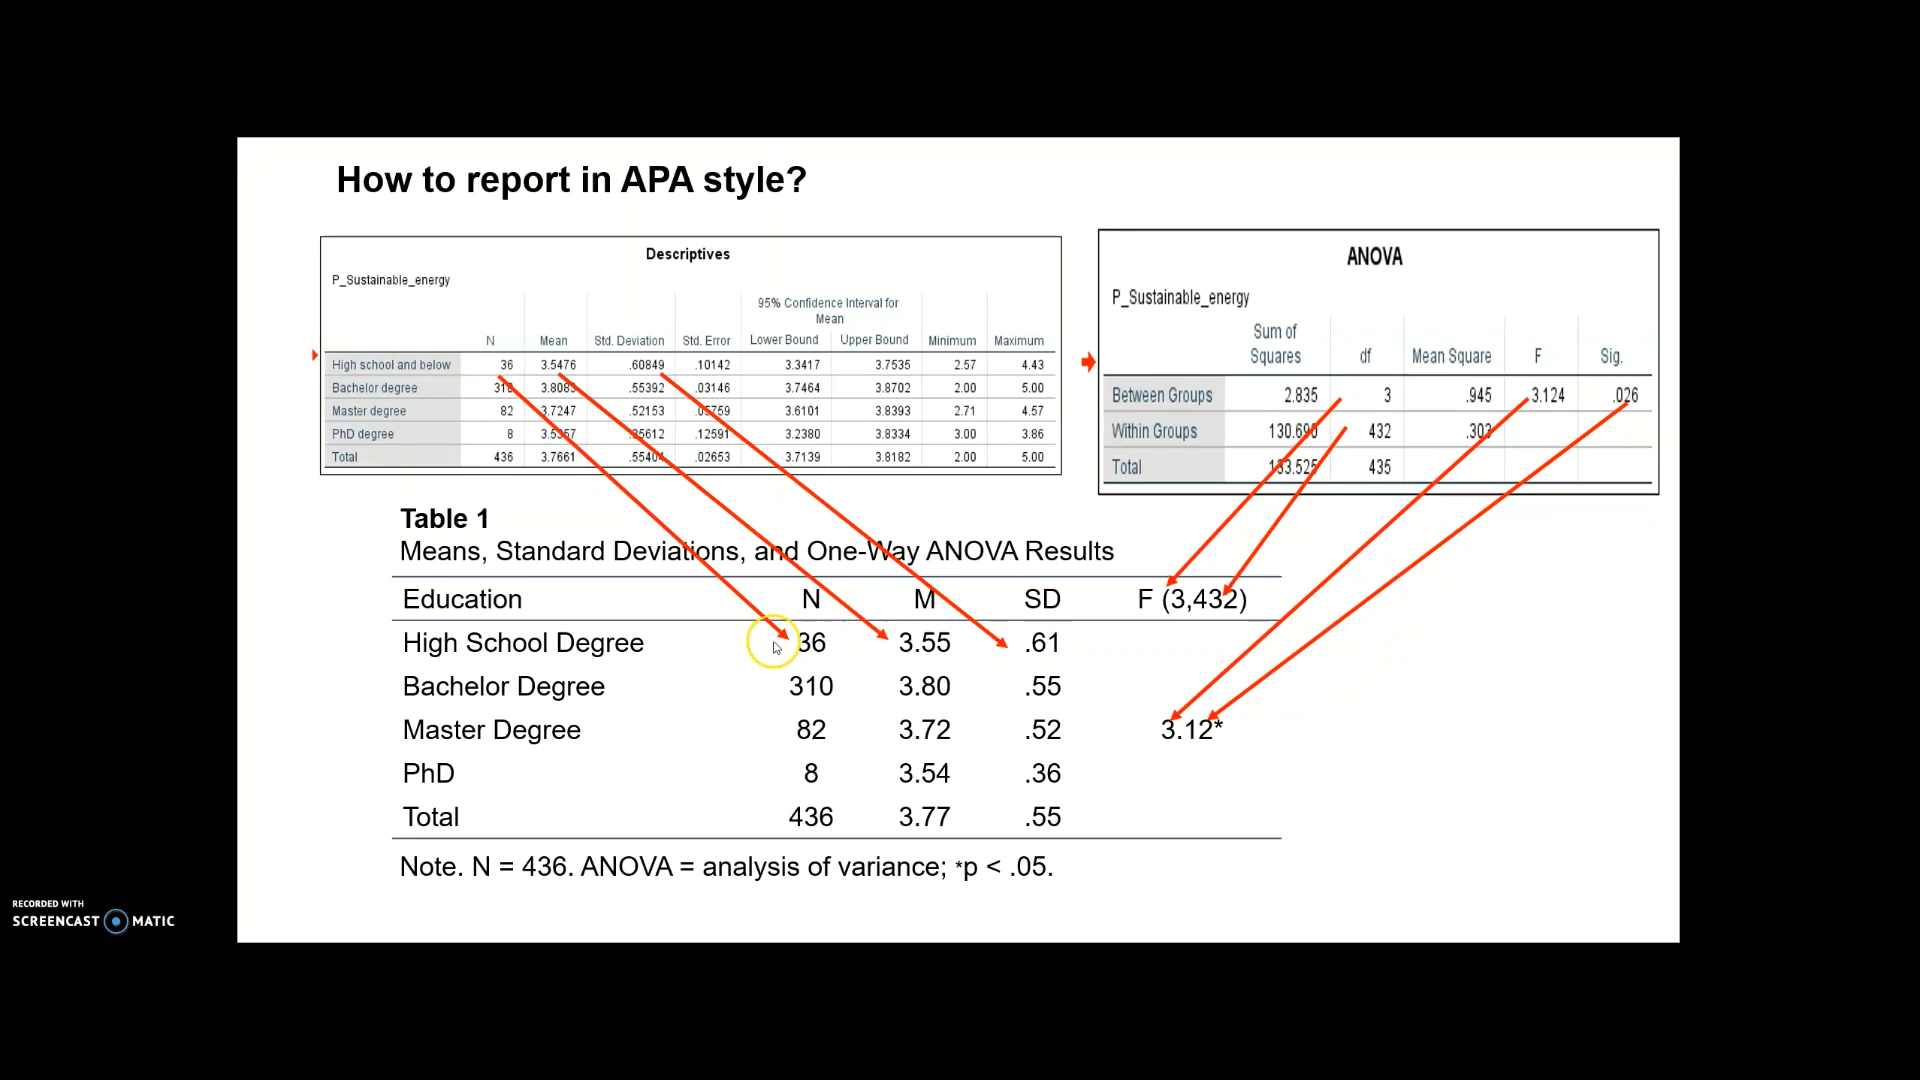 How to report in APA style?
Descriptives
P_Sustainable_energy
95% Confidence Interval for
Mean
N Mean Std. Deviation Std. Error Lower Bound Upper Bound Minimum Maximum
High school and below 36 3.5476 .60849 .10142 3.3417 3.7535 2.57 4.43
Bachelor degree 310 3.8083 .55392 .03146 3.7464 3.8702 2.00 5.00
Master degree 82 3.7247 .52153 .05759 3.6101 3.8393 2.71 4.57
PhD degree 8 3.5357 .35612 .12591 3.2380 3.8334 3.00 3.86
Total 436 3.7661 .55404 .02653 3.7139 3.8182 2.00 5.00
ANOVA
P_Sustainable_energy
Sum of
Squares df Mean Square F Sig.
Between Groups 2.835 3 .945 3.124 .026
Within Groups 130.690 432 .303
Total 133.525 435
Table 1
Means, Standard Deviations, and One-Way ANOVA Results
Education N M SD F (3,432)
High School Degree 36 3.55 .61
Bachelor Degree 310 3.80 .55
Master Degree 82 3.72 .52 3.12*
PhD 8 3.54 .36
Total 436 3.77 .55
Note. N = 436. ANOVA = analysis of variance; *p < .05.
RECORDED WITH
SCREENCAST MATIC